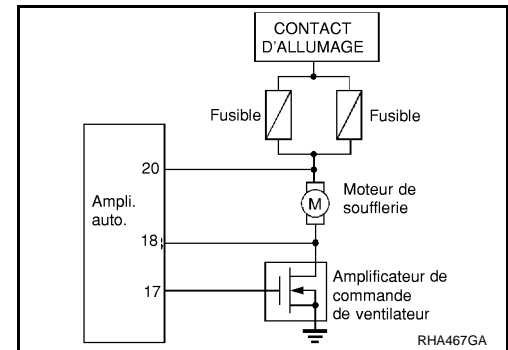 CONTACT
D'ALLUMAGE
Fusible
Fusible
20
Moteur de
soufflerie
M
Ampli.
auto.
18
17
Amplificateur de
commande
de ventilateur
RHA467GA